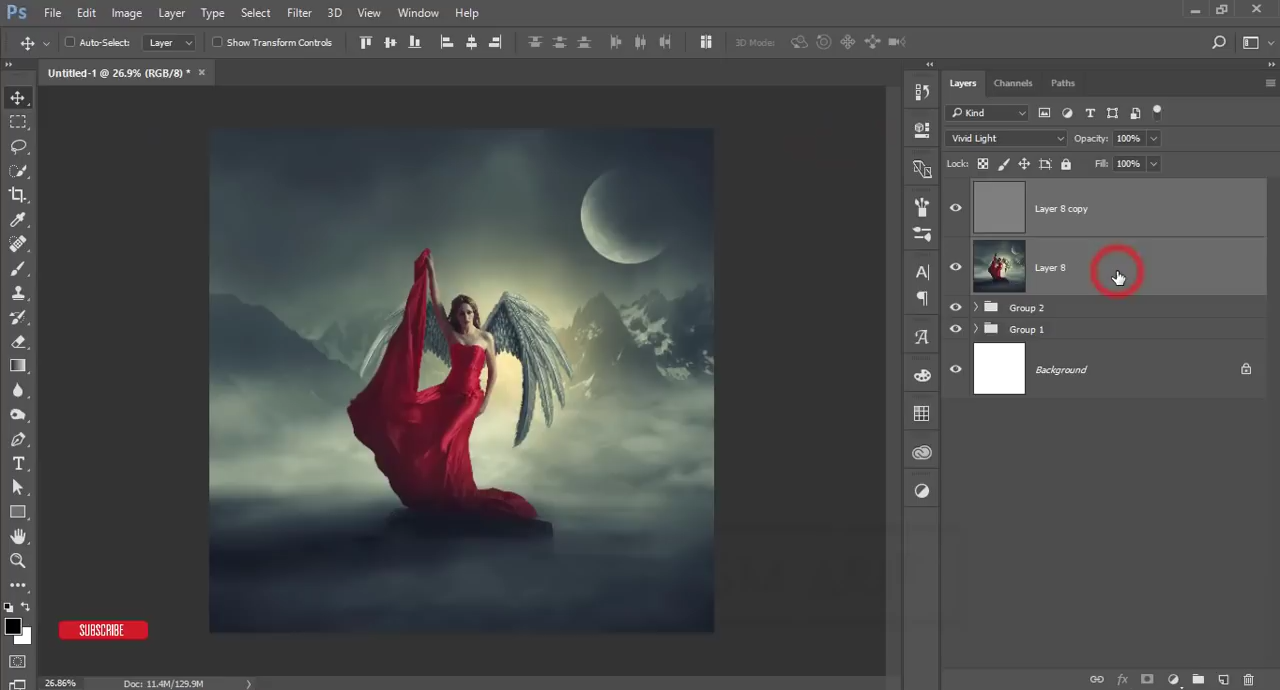 Ps File Edit Image Layer Type Select Filter 3D View Window Help
Auto-Select: Layer Show Transform Controls 3D Mode:
Untitled-1 @ 26.9% (RGB/8) * ×
Layers Channels Paths
Kind
Vivid Light Opacity: 100%
Lock: Fill: 100%
Layer 8 copy
Layer 8
Group 2
Group 1
Background
SUBSCRIBE
26.86% Doc: 11.4M/129.9M